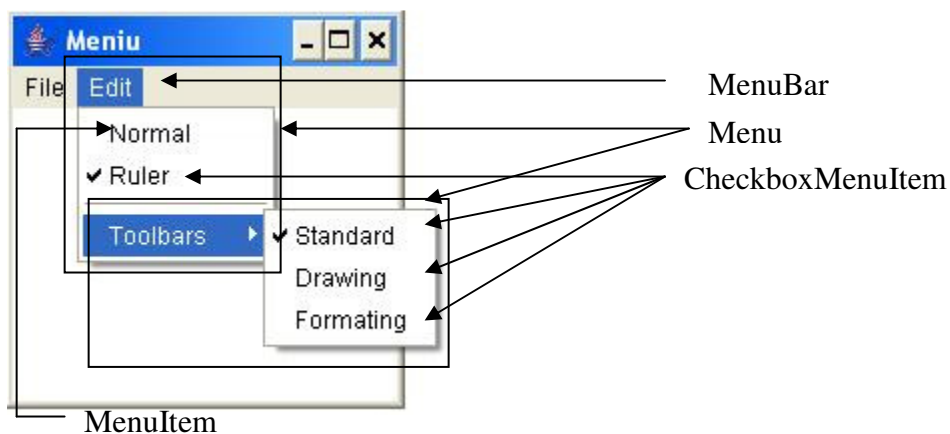 Meniu
File Edit
MenuBar
Normal
Menu
Ruler
CheckboxMenuItem
Toolbars
Standard
Drawing
Formating
MenuItem